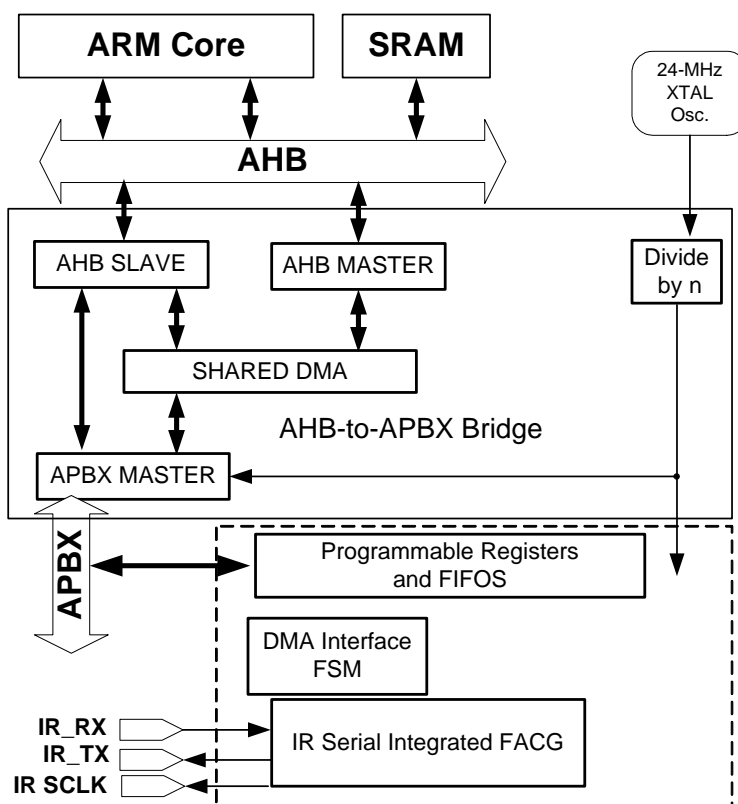 ARM Core
SRAM
24-MHz
XTAL
Osc.
AHB
AHB SLAVE
AHB MASTER
Divide
by n
SHARED DMA
AHB-to-APBX Bridge
APBX MASTER
APBX
Programmable Registers
and FIFOS
DMA Interface
FSM
IR_RX
IR_TX
IR SCLK
IR Serial Integrated FACG